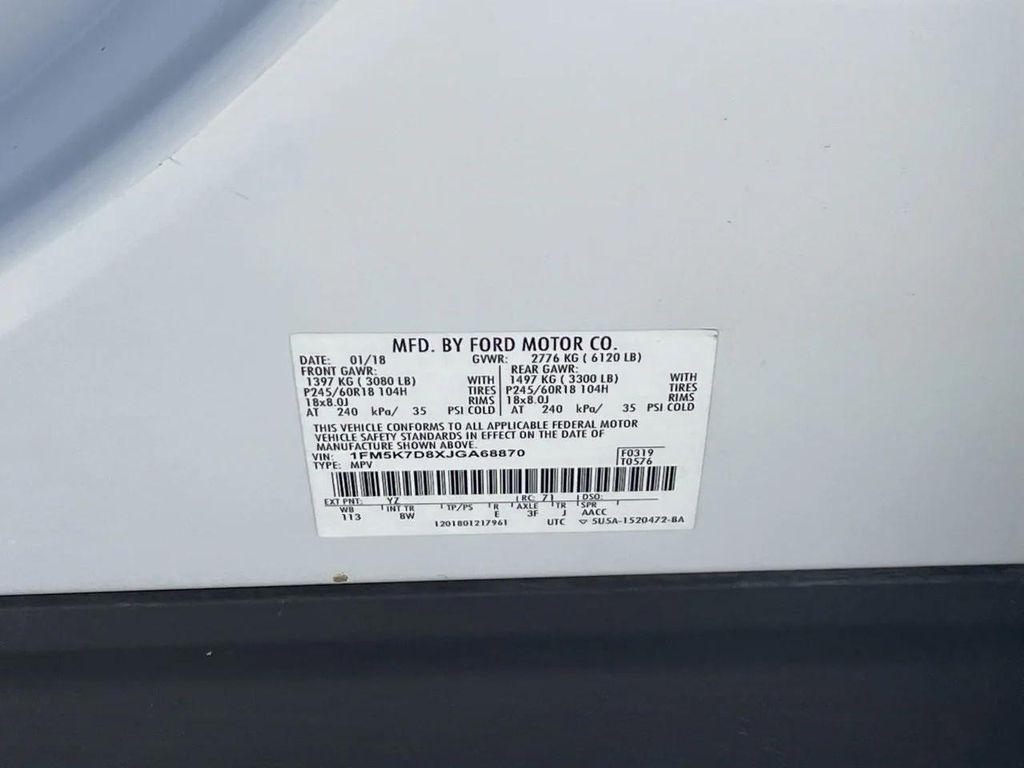 MFD. BY FORD MOTOR CO.
DATE: 01/18 GVWR: 2776 KG ( 6120 LB)
FRONT GAWR: REAR GAWR:
1397 KG ( 3080 LB) WITH 1497 KG ( 3300 LB) WITH
P245/60R18 104H TIRES P245/60R18 104H TIRES
18x8.0J RIMS 18x8.0J RIMS
AT 240 kPa/ 35 PSI COLD AT 240 kPa/ 35 PSI COLD
THIS VEHICLE CONFORMS TO ALL APPLICABLE FEDERAL MOTOR
VEHICLE SAFETY STANDARDS IN EFFECT ON THE DATE OF
MANUFACTURE SHOWN ABOVE.
VIN: 1FM5K7D8XJGA68870 F0319
TYPE: MPV T0576
EXT PNT: YZ RC: 71 DSO:
WB INT TR TP/PS R AXLE TR SPR
113 8W E 3F J AACC
1201801217961 UTC 5U5A-1520472-BA